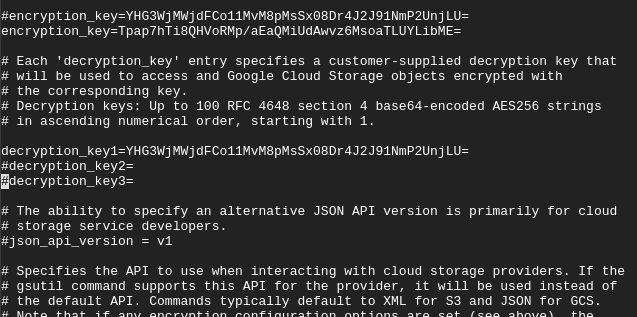 #encryption_key=YHG3WjMWjdFCo11MvM8pMsSx08Dr4J2J91NmP2UnjLU=
encryption_key=Tpap7hTi8QHVoRMp/aEaQMiUdAwvz6MsoaTLUYLibME=
# Each 'decryption_key' entry specifies a customer-supplied decryption key that
# will be used to access and Google Cloud Storage objects encrypted with
# the corresponding key.
# Decryption keys: Up to 100 RFC 4648 section 4 base64-encoded AES256 strings
# in ascending numerical order, starting with 1.
decryption_key1=YHG3WjMWjdFCo11MvM8pMsSx08Dr4J2J91NmP2UnjLU=
#decryption_key2=
#decryption_key3=
# The ability to specify an alternative JSON API version is primarily for cloud
# storage service developers.
#json_api_version = v1
# Specifies the API to use when interacting with cloud storage providers. If the
# gsutil command supports this API for the provider, it will be used instead of
# the default API. Commands typically default to XML for S3 and JSON for GCS.
# Note that if any encryption configuration options are set (see above), the